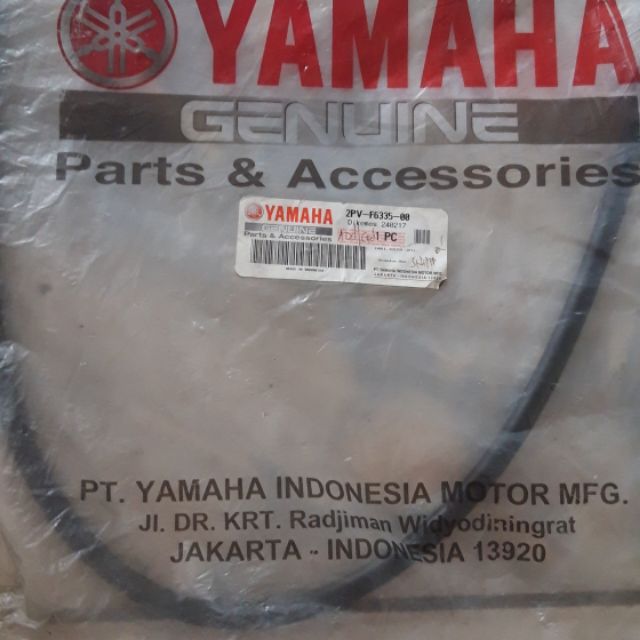 YAMAHA
GENUINE
Parts & Accessories
YAMAHA
GENUINE
Parts & Accessories
2PV-F6335-00
240217
1 PC
PT. YAMAHA INDONESIA MOTOR MFG.
Jl. DR. KRT. Radjiman Widyodiningrat
JAKARTA - INDONESIA 13920